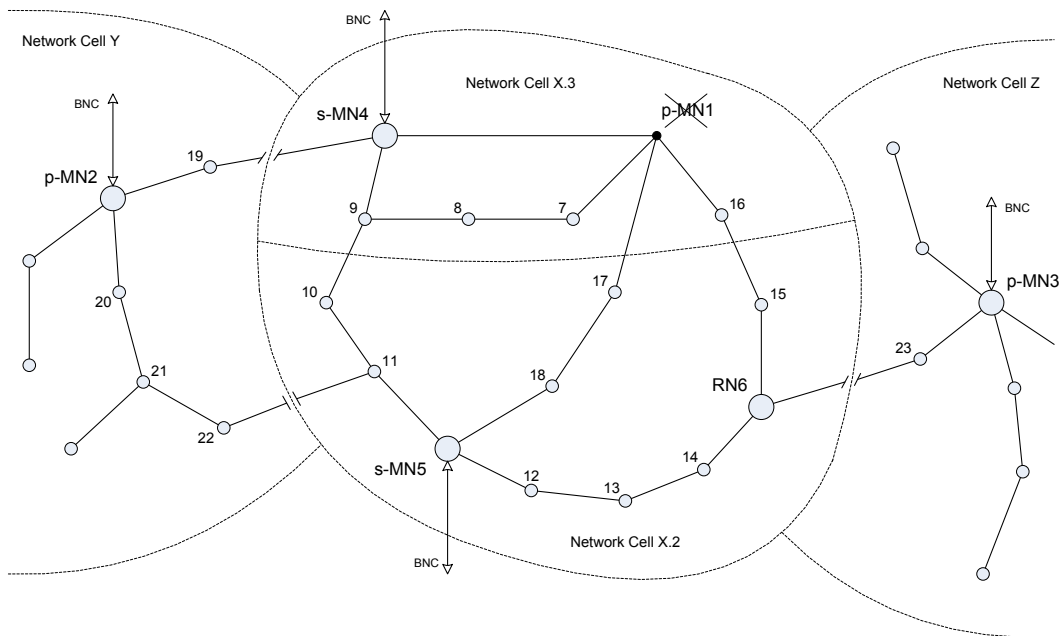 BNC
Network Cell Y
Network Cell X.3
Network Cell Z
BNC
s-MN4
p-MN1
19
p-MN2
BNC
9
8
7
16
p-MN3
20
10
17
15
23
11
21
18
RN6
22
s-MN5
12
13
14
BNC
Network Cell X.2